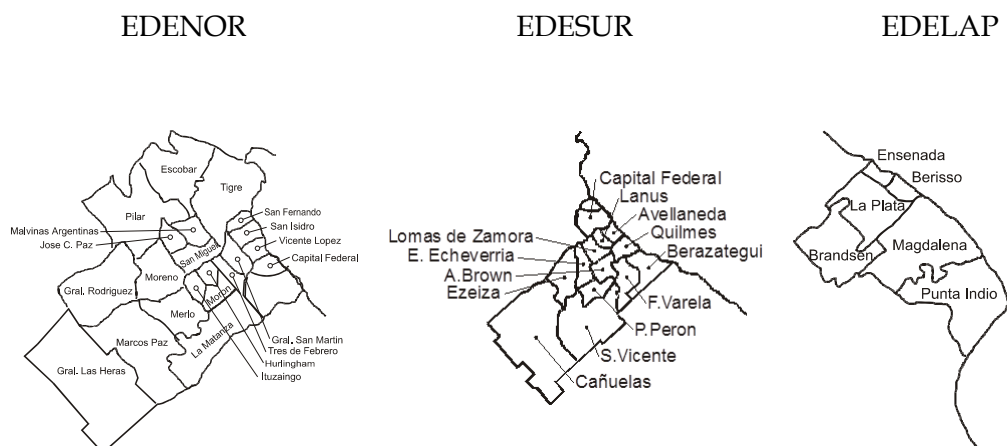 EDENOR
EDESUR
EDELAP
Escobar
Tigre
Pilar
San Fernando
San Isidro
Vicente Lopez
Capital Federal
Malvinas Argentinas
Jose C. Paz
San Miguel
Moreno
Gral. Rodriguez
Moron
Merlo
La Matanza
Marcos Paz
Gral. Las Heras
Gral. San Martin
Tres de Febrero
Hurlingham
Ituzaingo
Capital Federal
Lanus
Avellaneda
Quilmes
Lomas de Zamora
Berazategui
E. Echeverria
A.Brown
Ezeiza
F.Varela
P.Peron
S.Vicente
Cañuelas
Ensenada
Berisso
La Plata
Magdalena
Brandsen
Punta Indio